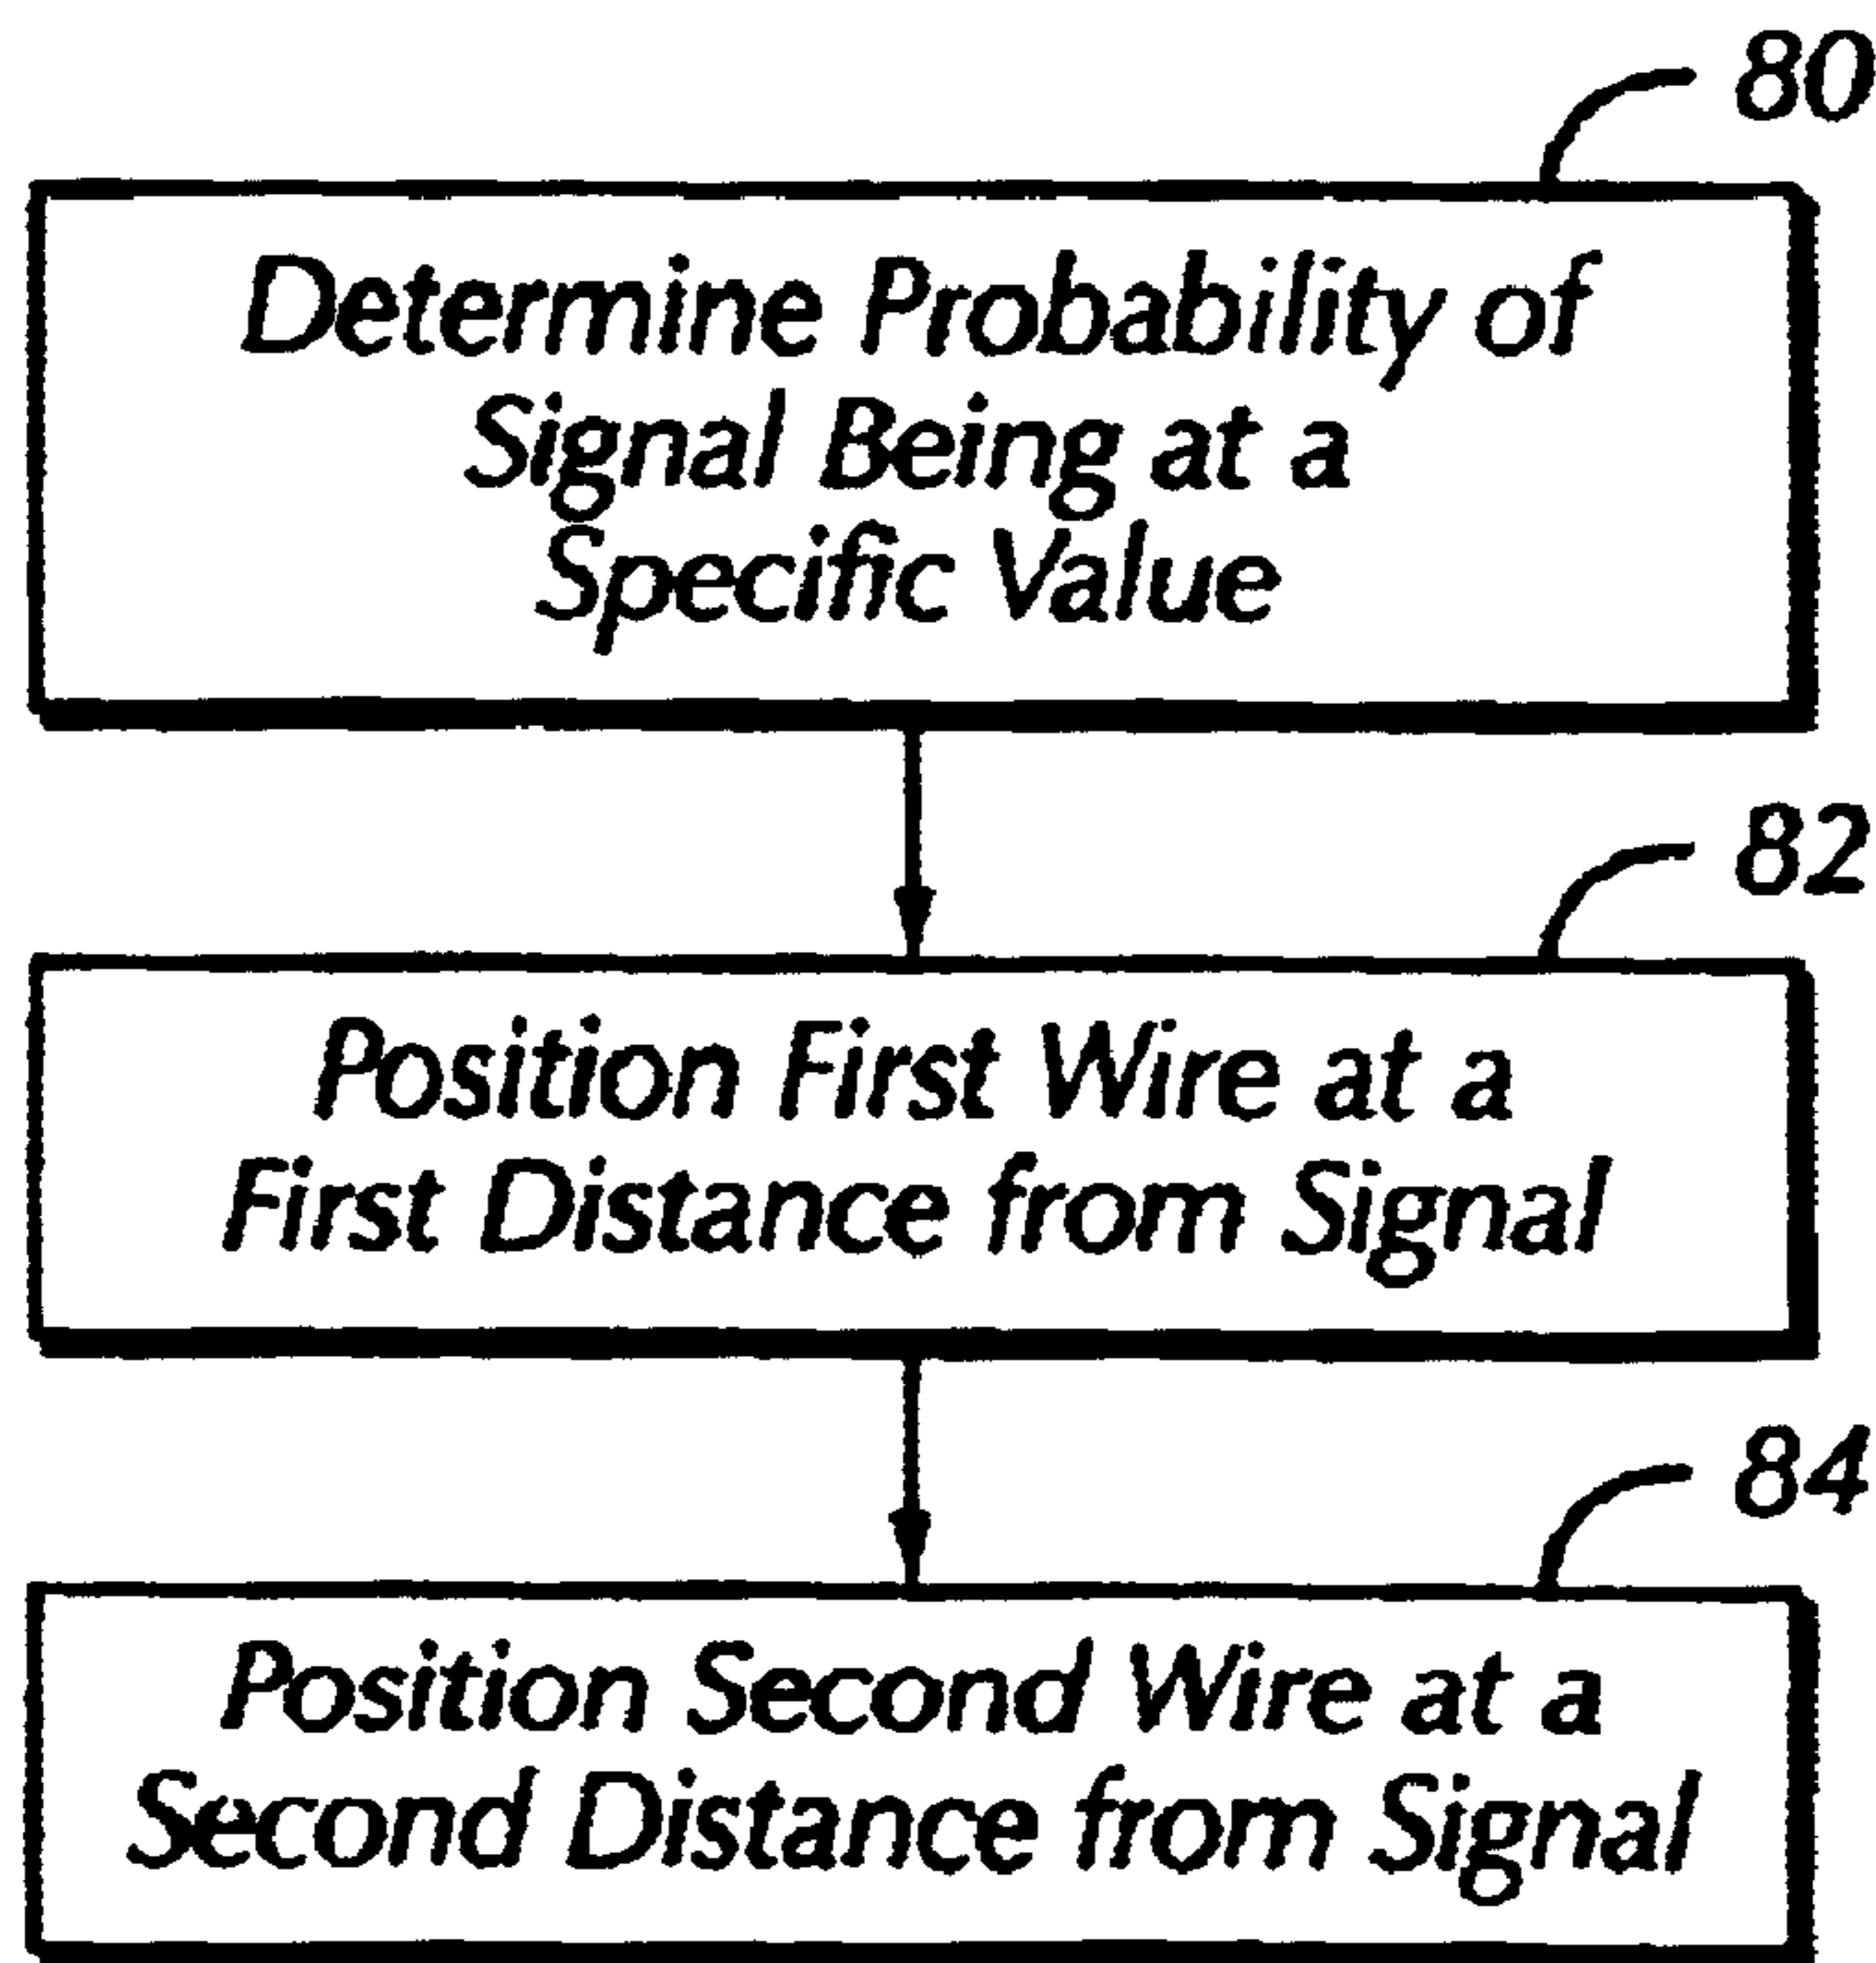 80
Determine Probability of
Signal Being at a
Specific Value
82
Position First Wire at a
First Distance from Signal
84
Position Second Wire at a
Second Distance from Signal